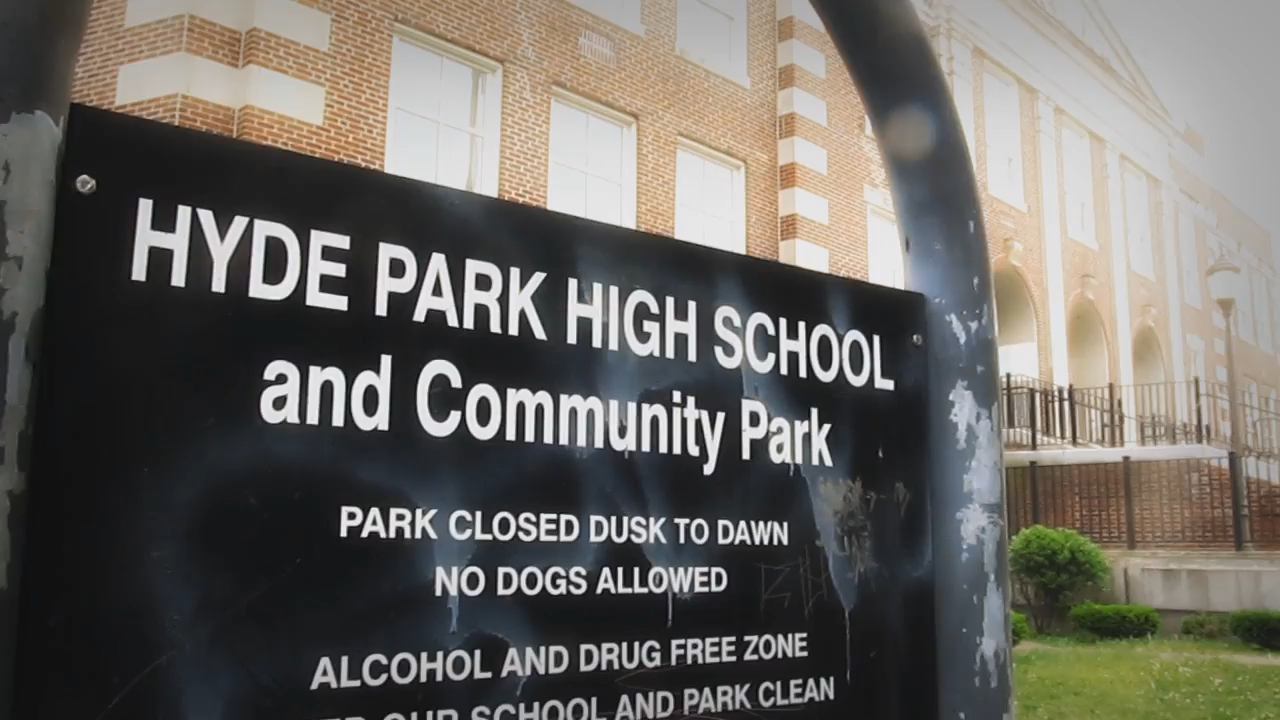 HYDE PARK HIGH SCHOOL
and Community Park
PARK CLOSED DUSK TO DAWN
NO DOGS ALLOWED
ALCOHOL AND DRUG FREE ZONE
OUR SCHOOL AND PARK CLEAN